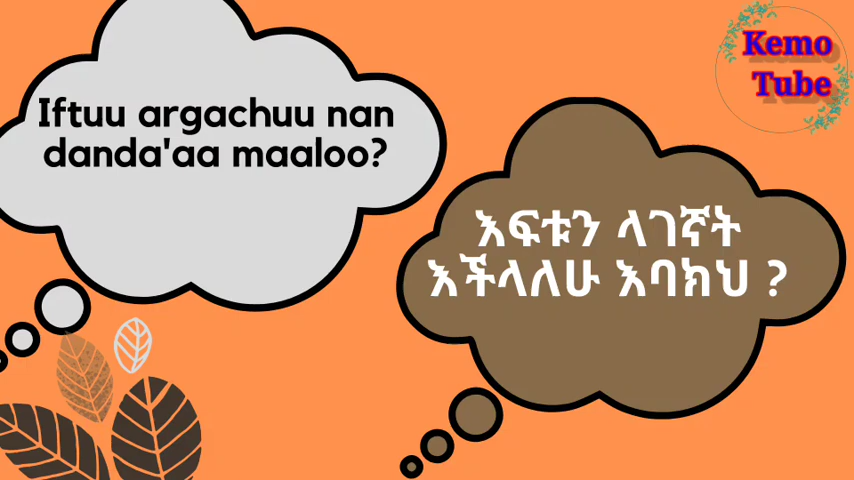 Iftuu argachuu nan
danda'aa maaloo?
እፍቱን ላገኛት
እችላለሁ እባክህ ?
Kemo
Tube